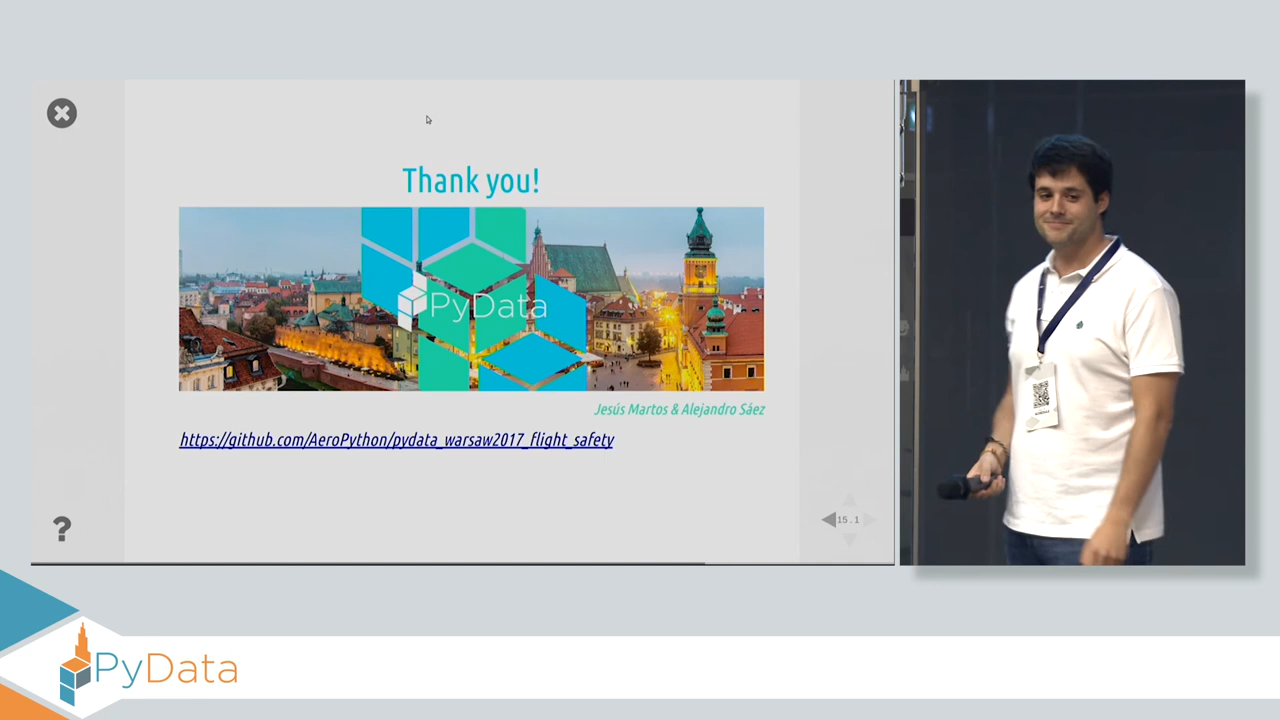 Thank you!
PyData
Jesús Martos & Alejandro Sáez
https://github.com/AeroPython/pydata_warsaw2017_flight_safety
?
15.1
PyData